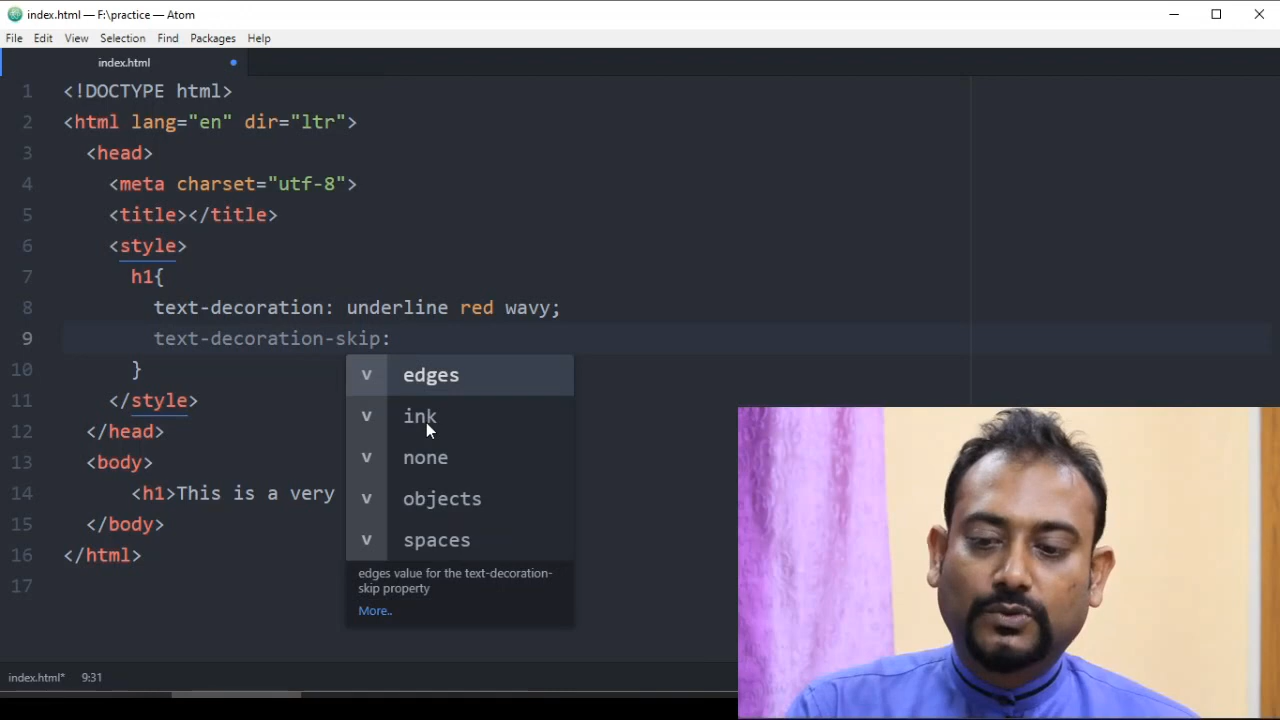 index.html — F:\practice — Atom
File Edit View Selection Find Packages Help
index.html
1 <!DOCTYPE html>
2 <html lang="en" dir="ltr">
3 <head>
4 <meta charset="utf-8">
5 <title></title>
6 <style>
7 h1{
8 text-decoration: underline red wavy;
9 text-decoration-skip:
10 }
11 </style>
12 </head>
13 <body>
14 <h1>This is a very
15 </body>
16 </html>
17
v edges
v ink
v none
v objects
v spaces
edges value for the text-decoration-
skip property
More..
index.html* 9:31